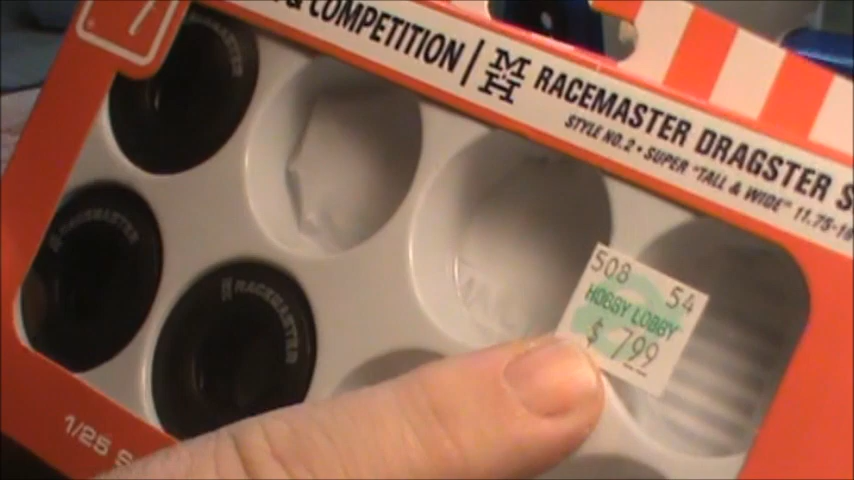 & COMPETITION
M&H RACEMASTER DRAGSTER
STYLE NO. 2 • SUPER "TALL & WIDE" 11.75-16
RACEMASTER
RACEMASTER
RACEMASTER
508 54
HOBBY LOBBY
$ 7.99
1/25